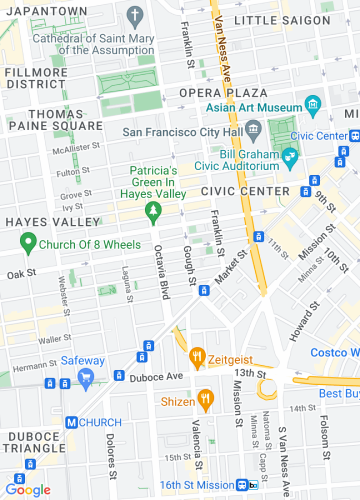 JAPANTOWN
LITTLE SAIGON
Cathedral of Saint Mary
of the Assumption
Franklin St
Van Ness Ave
FILLMORE
DISTRICT
OPERA PLAZA
THOMAS
PAINE SQUARE
Asian Art Museum
MI
San Francisco City Hall
Civic Center
McAllister St
Bill Graham
Civic Auditorium
Fulton St
Patricia's
Green In
Hayes Valley
CIVIC CENTER
Grove St
Ivy St
9th St
HAYES VALLEY
Franklin St
Mission St
10th St
Church Of 8 Wheels
Octavia Blvd
Gough St
Market St
Minna St
Oak St
Laguna St
Webster St
Howard St
Waller St
Hermann St
Safeway
Zeitgeist
Costco W
Duboce Ave
13th St
Shizen
Best Buy
CHURCH
Mission St
14th St
14th St
DUBOCE
TRIANGLE
Dolores St
Valencia St
Natoma St
Minna St
Capp St
S Van Ness Ave
Folsom St
15th St
15th St
Google
16th St Mission